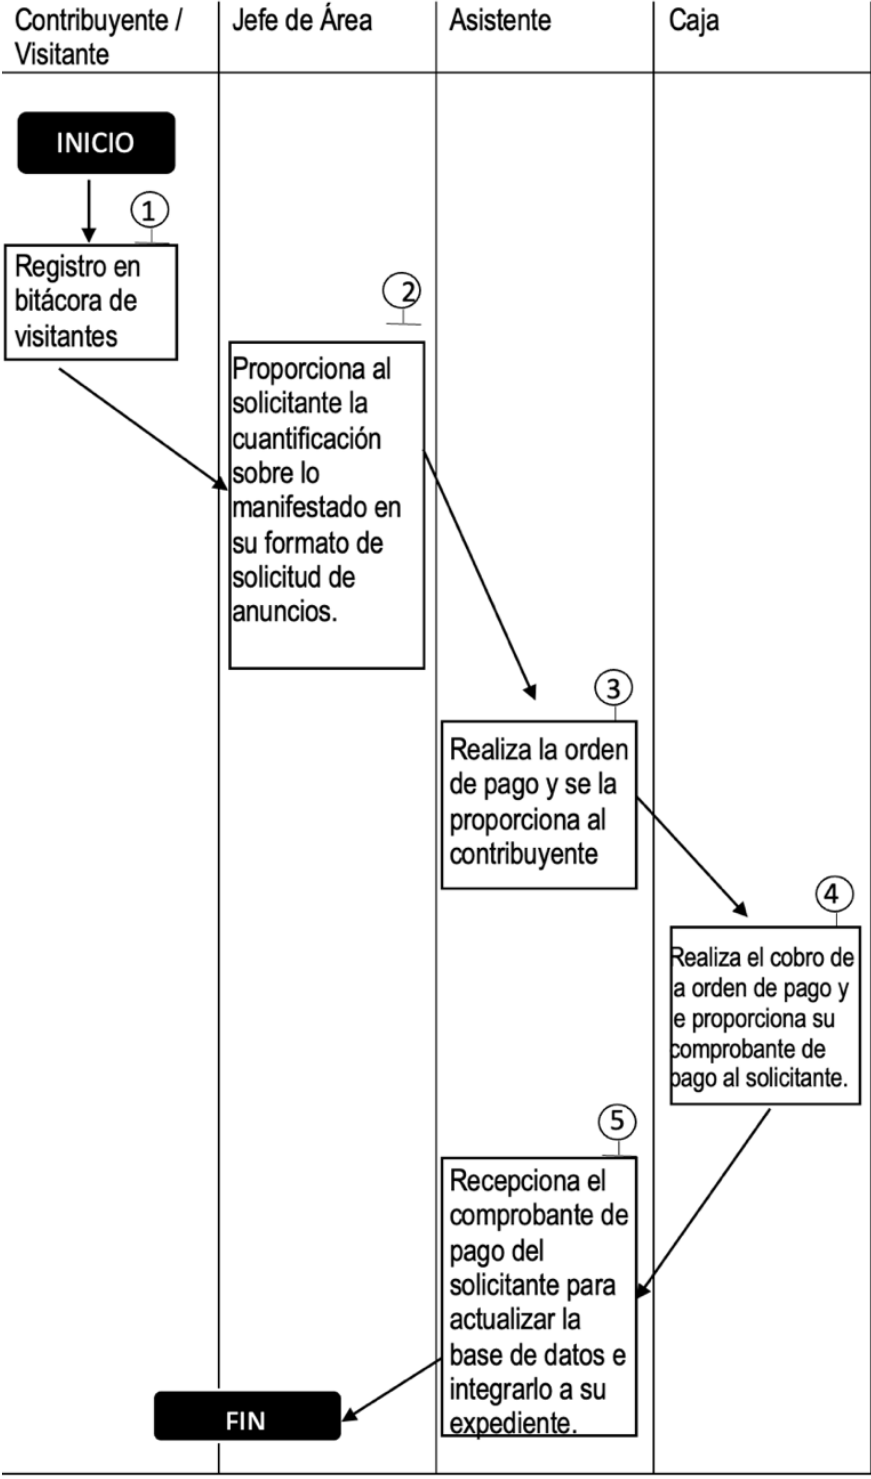 Contribuyente /
Visitante
Jefe de Área
Asistente
Caja
INICIO
1
Registro en
bitácora de
visitantes
2
Proporciona al
solicitante la
cuantificación
sobre lo
manifestado en
su formato de
solicitud de
anuncios.
3
Realiza la orden
de pago y se la
proporciona al
contribuyente
4
Realiza el cobro de
a orden de pago y
e proporciona su
comprobante de
pago al solicitante.
5
Recepciona el
comprobante de
pago del
solicitante para
actualizar la
base de datos e
integrarlo a su
expediente.
FIN